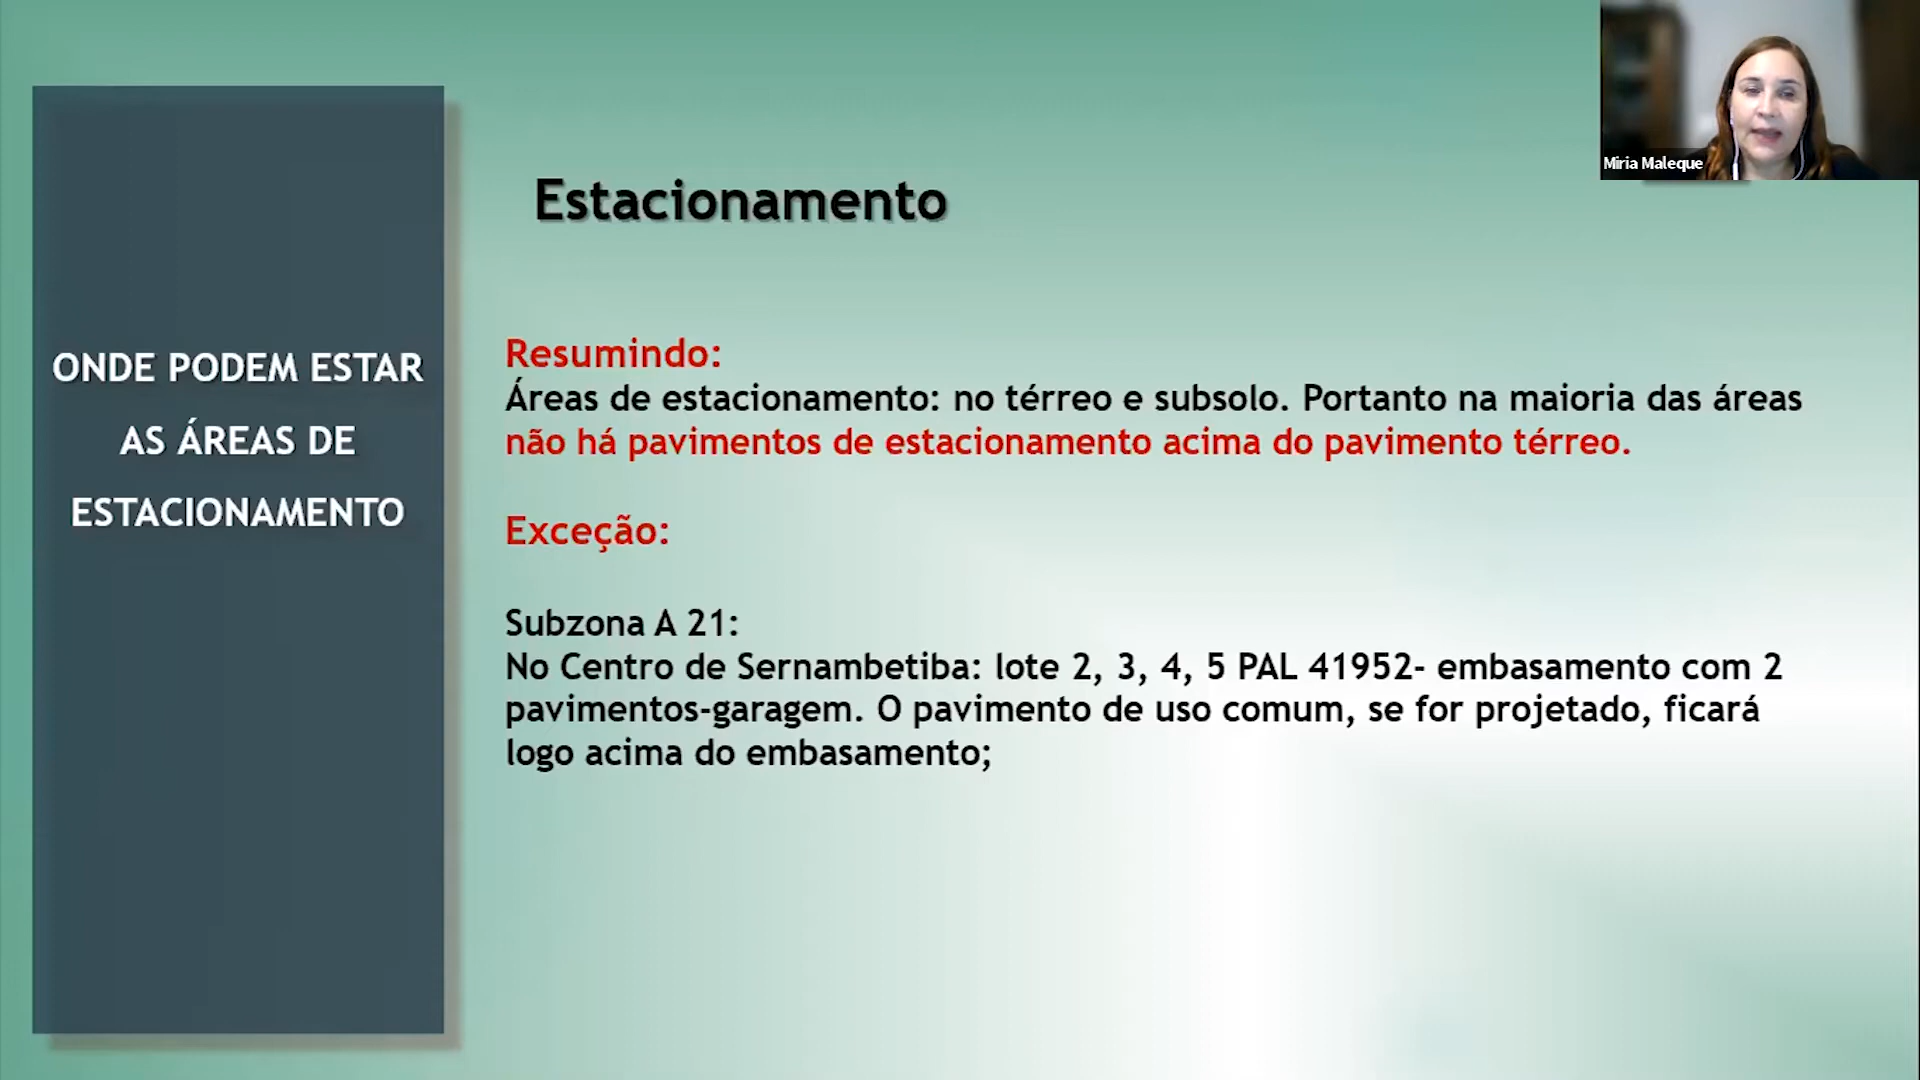 Miria Maleque
ONDE PODEM ESTAR
AS ÁREAS DE
ESTACIONAMENTO
Estacionamento
Resumindo:
Áreas de estacionamento: no térreo e subsolo. Portanto na maioria das áreas
não há pavimentos de estacionamento acima do pavimento térreo.
Exceção:
Subzona A 21:
No Centro de Sernambetiba: lote 2, 3, 4, 5 PAL 41952- embasamento com 2
pavimentos-garagem. O pavimento de uso comum, se for projetado, ficará
logo acima do embasamento;